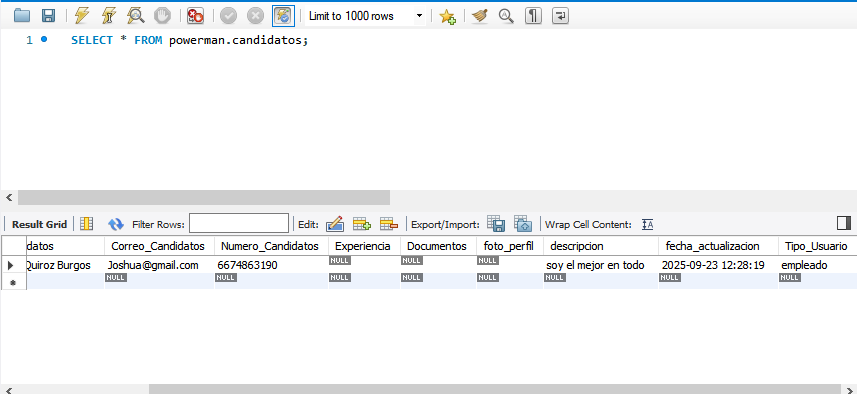 Limit to 1000 rows
1 SELECT * FROM powerman.candidatos;
Result Grid Filter Rows: Edit: Export/Import: Wrap Cell Content: IA
datos Correo_Candidatos Numero_Candidatos Experiencia Documentos foto_perfil descripcion fecha_actualizacion Tipo_Usuario
Quiroz Burgos Joshua@gmail.com 6674863190 NULL NULL NULL soy el mejor en todo 2025-09-23 12:28:19 empleado
NULL NULL NULL NULL NULL NULL NULL NULL